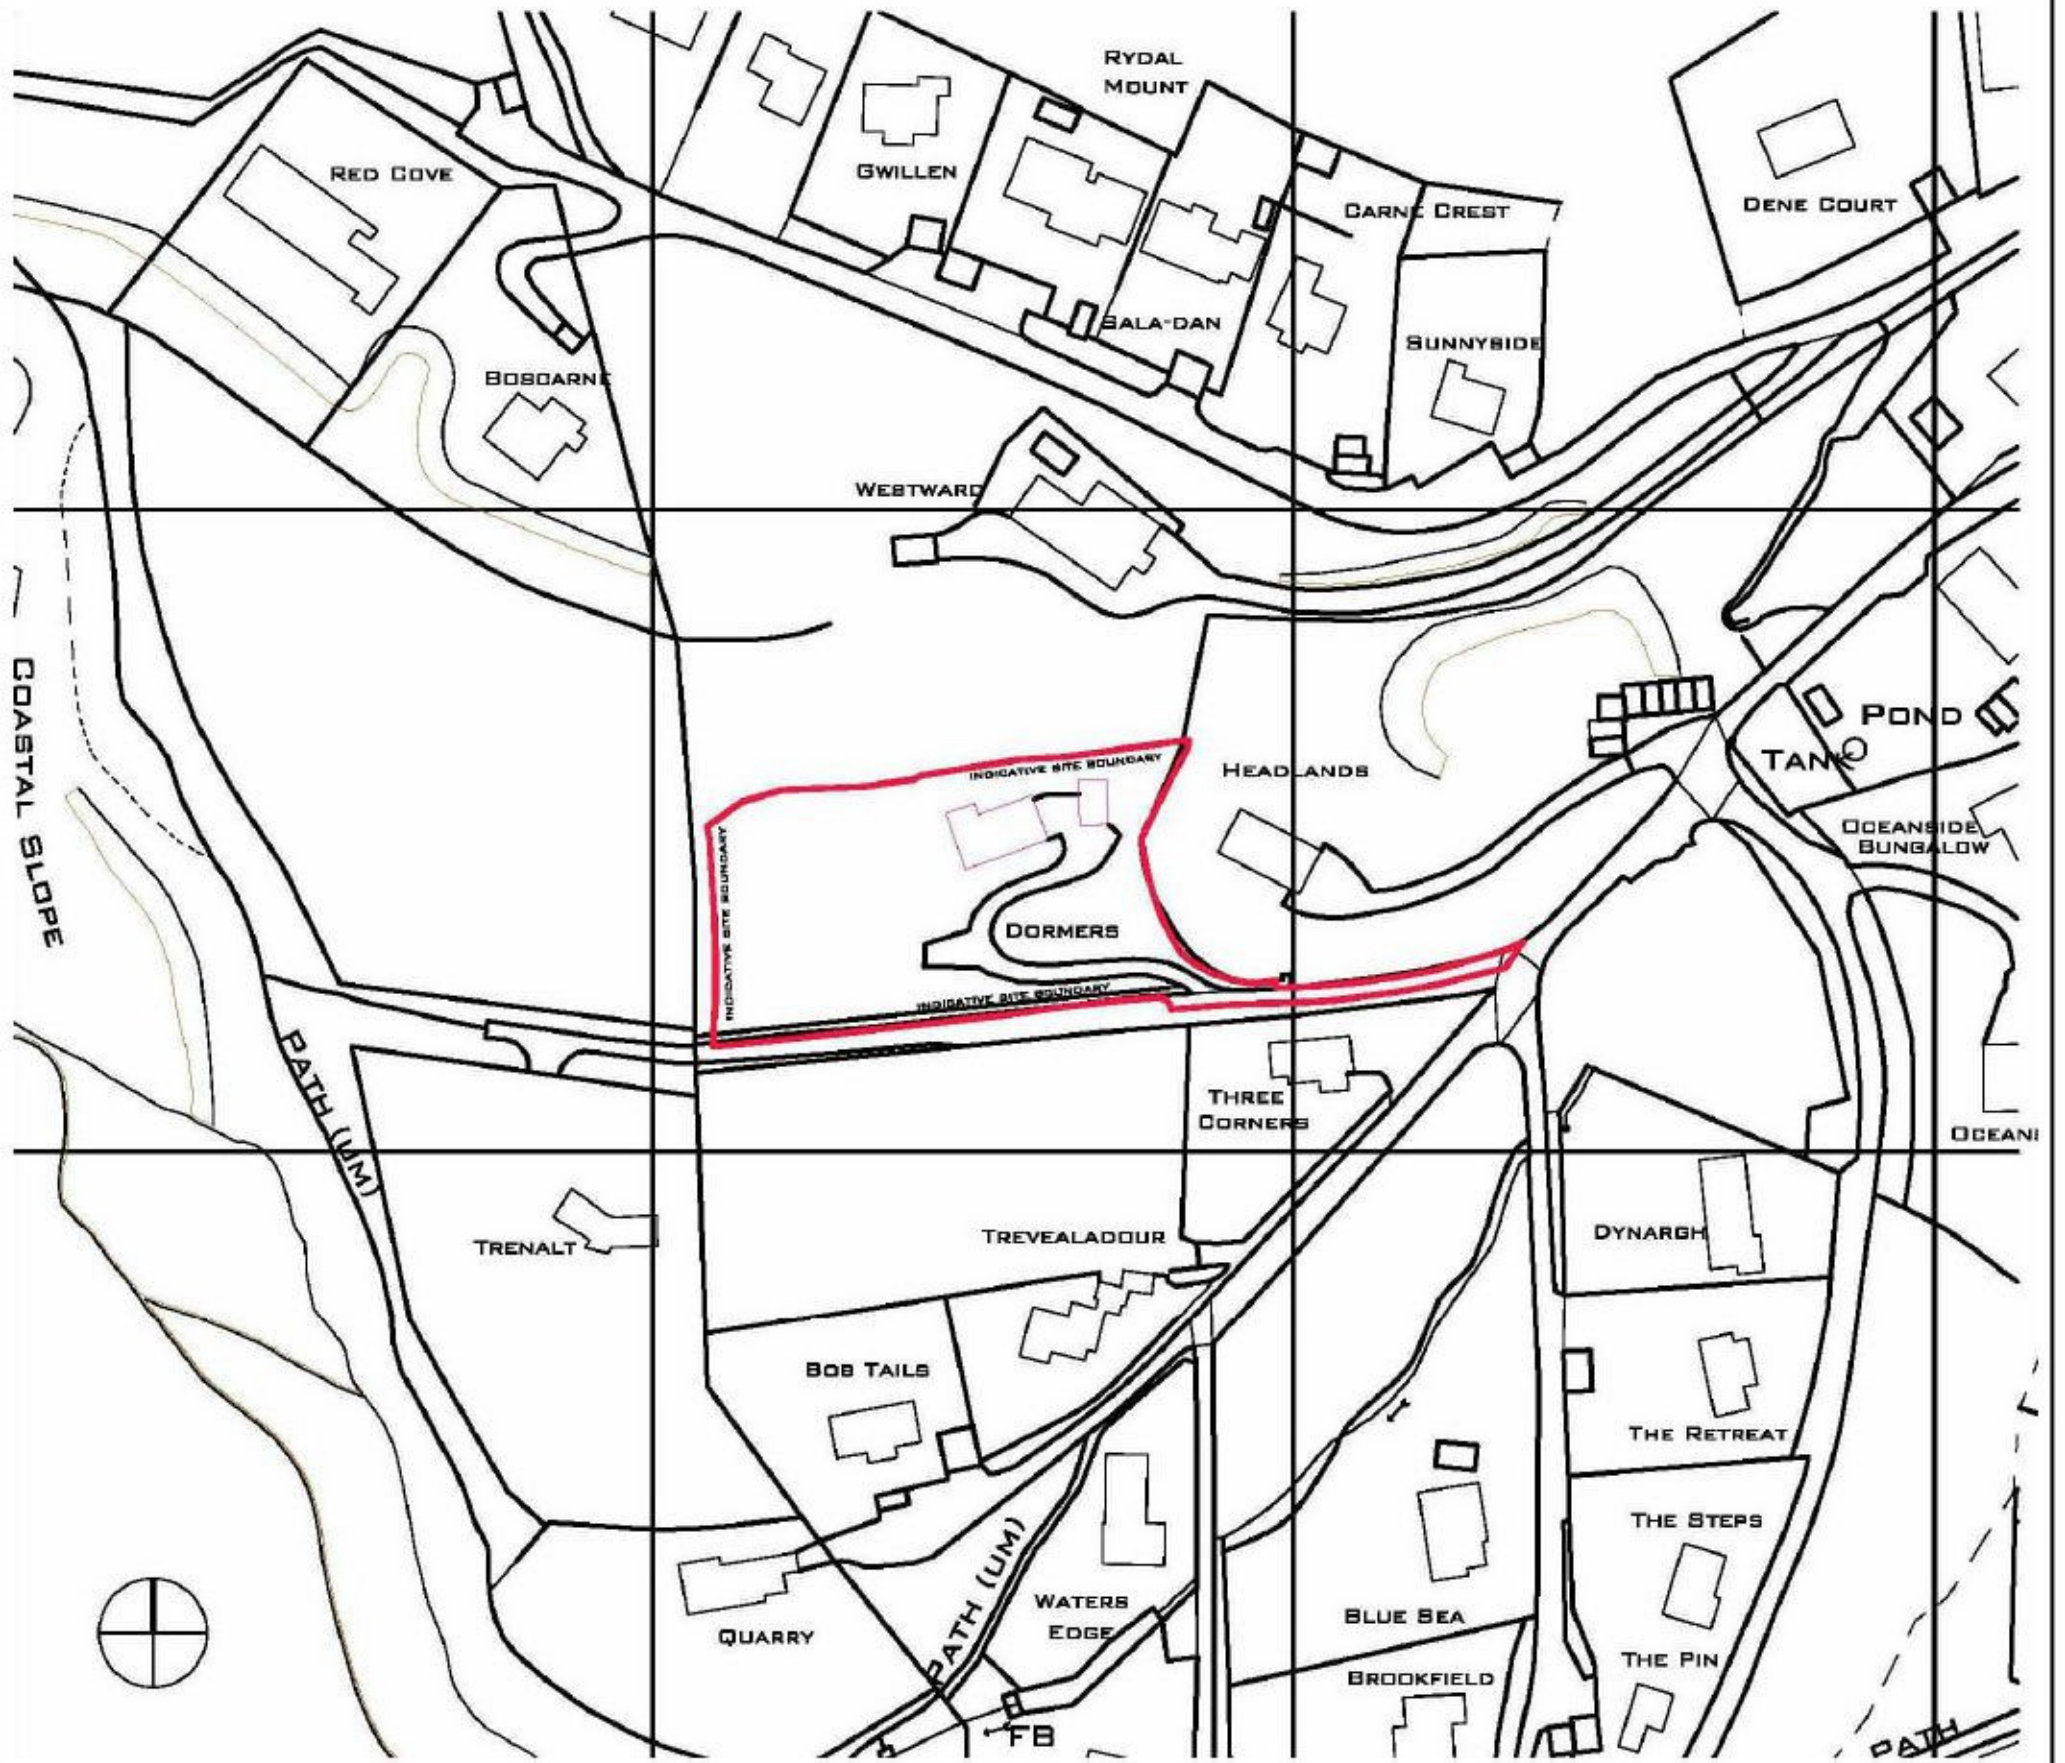 RYDAL
MOUNT
RED COVE
GWILLEN
CARNE CREST
DENE COURT
SALA-DAN
SUNNYSIDE
BOSCARNE
WESTWARD
COASTAL SLOPE
POND
TANK
HEADLANDS
INDICATIVE SITE BOUNDARY
INDICATIVE SITE BOUNDARY
OCEANSIDE
BUNGALOW
DORMERS
INDICATIVE SITE BOUNDARY
PATH (UM)
THREE
CORNERS
OCEANI
DYNARGH
TRENALT
TREVEALADOUR
BOB TAILS
THE RETREAT
PATH (UM)
THE STEPS
WATERS
EDGE
BLUE SEA
QUARRY
THE PIN
BROOKFIELD
FB
PATH